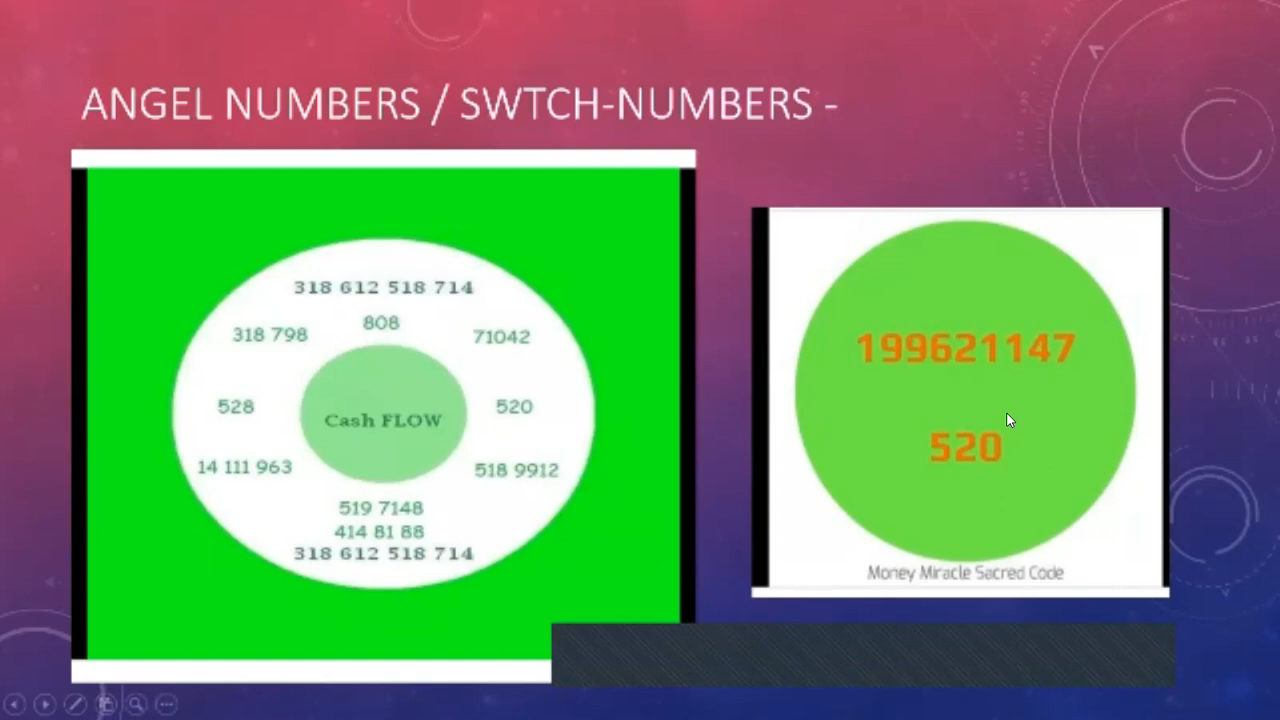 ANGEL NUMBERS / SWTCH-NUMBERS -
318 612 518 714
808
318 798
71042
528
Cash FLOW
520
14 111 963
518 9912
519 7148
414 81 88
318 612 518 714
199621147
520
Money Miracle Sacred Code